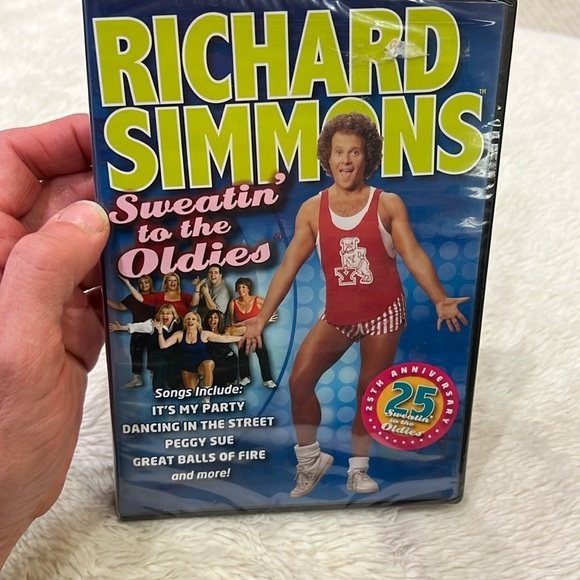 RICHARD
SIMMONS™
Sweatin'
to the
Oldies
Songs Include:
IT'S MY PARTY
DANCING IN THE STREET
PEGGY SUE
GREAT BALLS OF FIRE
and more!
Y
25TH ANNIVERSARY
25
Sweatin'
to the
Oldies